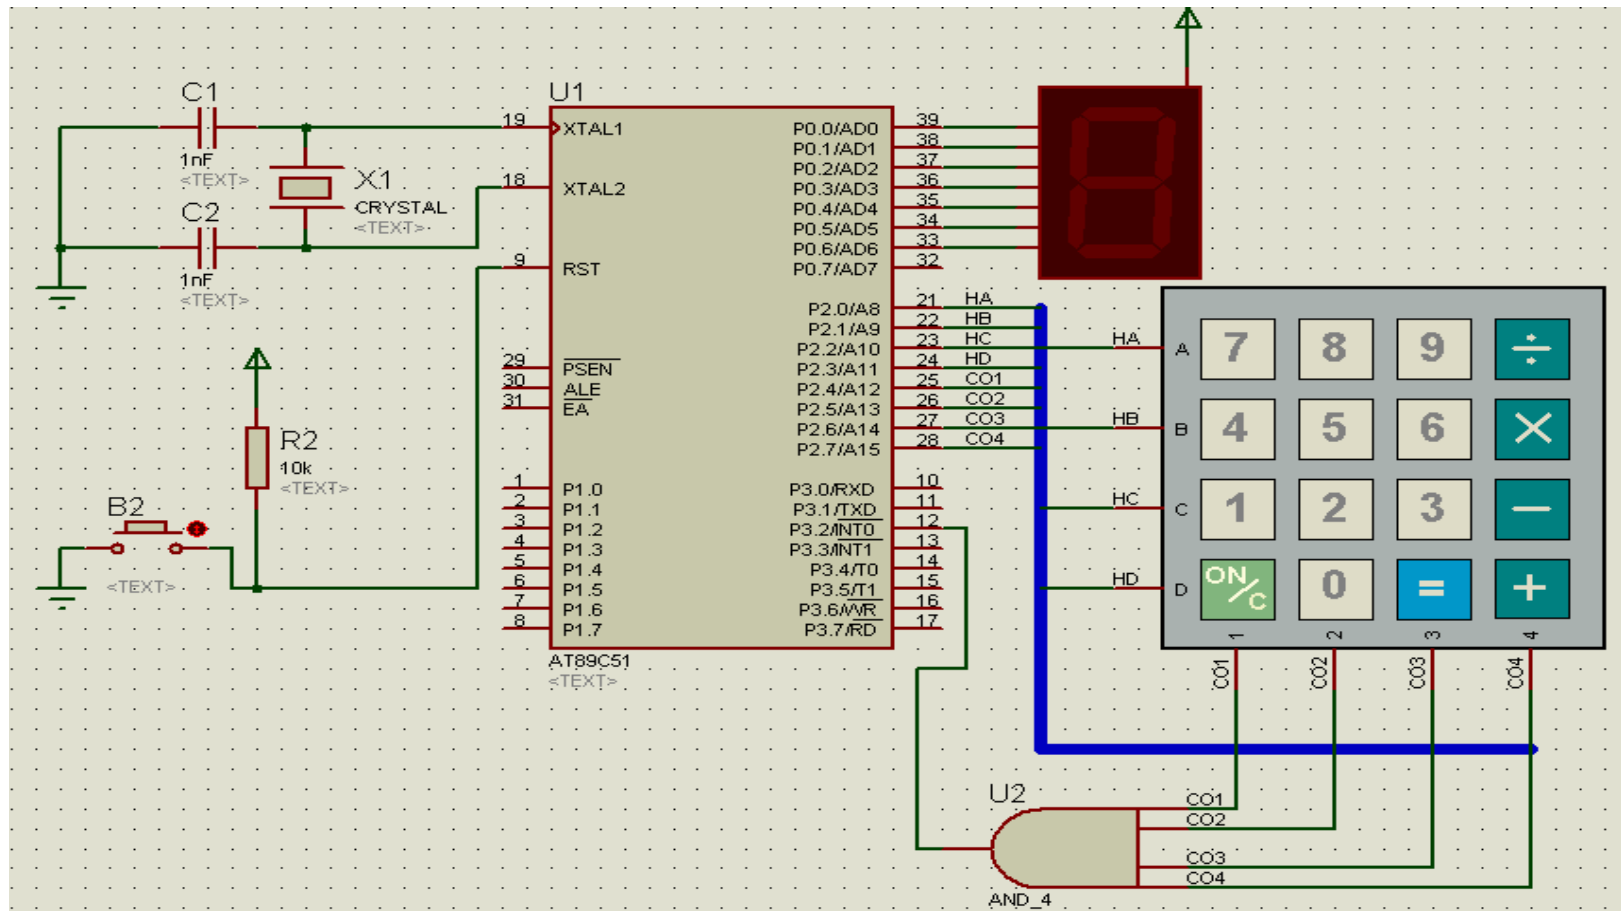 C1
1nF
<TEXT>
X1
CRYSTAL
<TEXT>
C2
1nF
<TEXT>
R2
10k
<TEXT>
B2
<TEXT>
U1
19 XTAL1
18 XTAL2
9 RST
29 PSEN
30 ALE
31 EA
1 P1.0
2 P1.1
3 P1.2
4 P1.3
5 P1.4
6 P1.5
7 P1.6
8 P1.7
P0.0/AD0 39
P0.1/AD1 38
P0.2/AD2 37
P0.3/AD3 36
P0.4/AD4 35
P0.5/AD5 34
P0.6/AD6 33
P0.7/AD7 32
P2.0/A8 21 HA
P2.1/A9 22 HB
P2.2/A10 23 HC
P2.3/A11 24 HD
P2.4/A12 25 CO1
P2.5/A13 26 CO2
P2.6/A14 27 CO3
P2.7/A15 28 CO4
P3.0/RXD 10
P3.1/TXD 11
P3.2/INT0 12
P3.3/INT1 13
P3.4/T0 14
P3.5/T1 15
P3.6/WR 16
P3.7/RD 17
AT89C51
<TEXT>
HA A 7 8 9 ÷
HB B 4 5 6 ×
HC C 1 2 3 −
HD D ON/C 0 = +
1 2 3 4
CO1 CO2 CO3 CO4
U2
CO1
CO2
CO3
CO4
AND_4